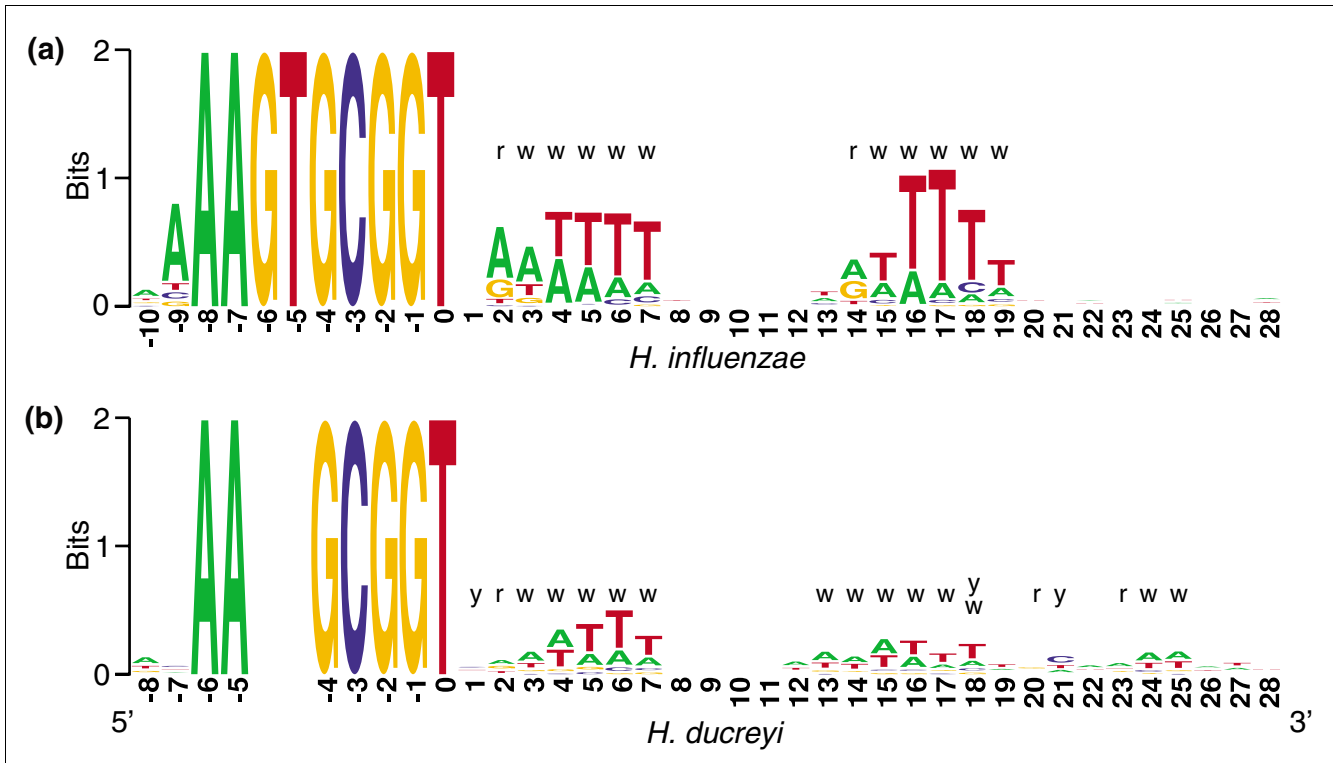 (a)
2
1
0
Bits
AAGTGCGGT
r w w w w w
r w w w w w
-10 -9 -8 -7 -6 -5 -4 -3 -2 -1 0 1 2 3 4 5 6 7 8 9 10 11 12 13 14 15 16 17 18 19 20 21 22 23 24 25 26 27 28
H. influenzae
(b)
2
1
0
Bits
AA GCGGT
y r w w w w w
w w w w w y w
r y
r w w
-8 -7 -6 -5 -4 -3 -2 -1 0 1 2 3 4 5 6 7 8 9 10 11 12 13 14 15 16 17 18 19 20 21 22 23 24 25 26 27 28
5’
H. ducreyi
3’